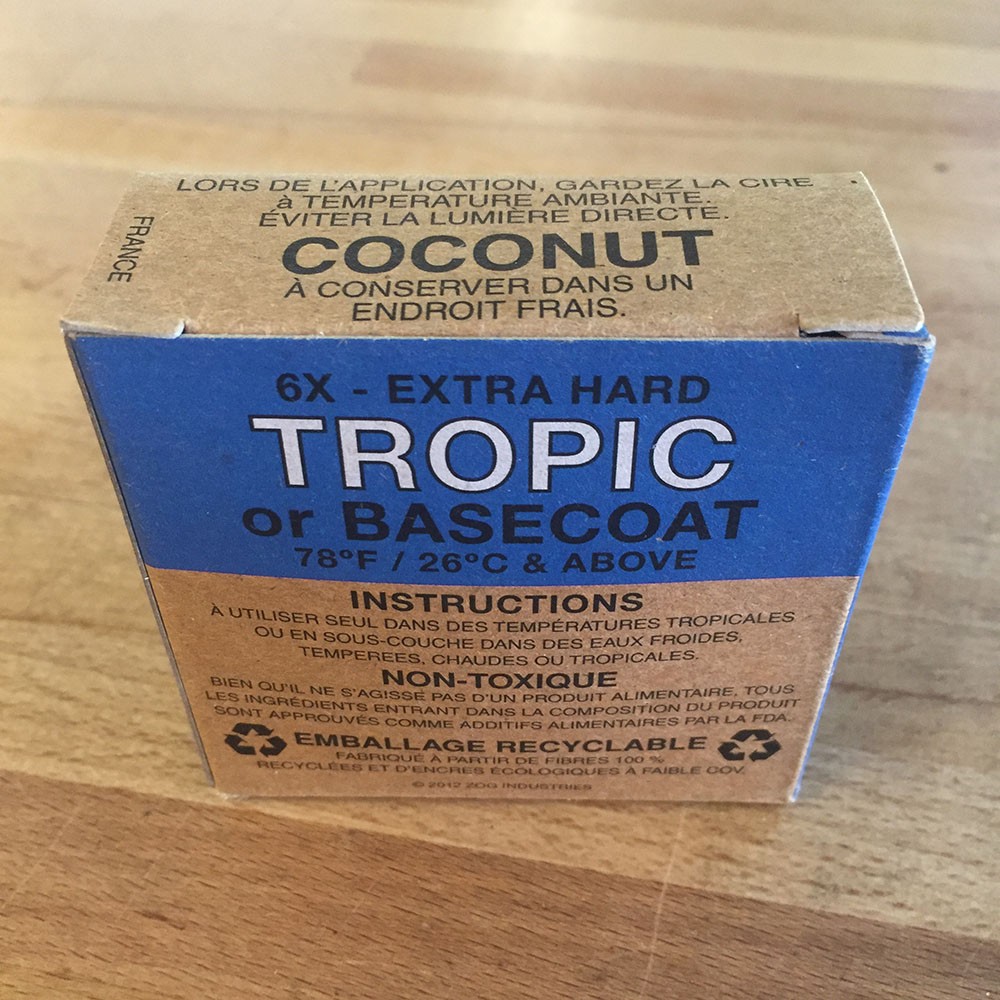 LORS DE L'APPLICATION, GARDEZ LA CIRE
à TEMPERATURE AMBIANTE.
ÉVITER LA LUMIÈRE DIRECTE.
COCONUT
À CONSERVER DANS UN
ENDROIT FRAIS.
FRANCE
6X - EXTRA HARD
TROPIC
or BASECOAT
78°F / 26°C & ABOVE
INSTRUCTIONS
À UTILISER SEUL DANS DES TEMPÉRATURES TROPICALES
OU EN SOUS-COUCHE DANS DES EAUX FROIDES,
TEMPEREES, CHAUDES OU TROPICALES.
NON-TOXIQUE
BIEN QU'IL NE S'AGISSE PAS D'UN PRODUIT ALIMENTAIRE, TOUS
LES INGRÉDIENTS ENTRANT DANS LA COMPOSITION DU PRODUIT
SONT APPROUVÉS COMME ADDITIFS ALIMENTAIRES PAR LA FDA.
EMBALLAGE RECYCLABLE
FABRIQUÉ À PARTIR DE FIBRES 100 %
RECYCLÉES ET D'ENCRES ÉCOLOGIQUES À FAIBLE COV.
© 2012 ZOG INDUSTRIES